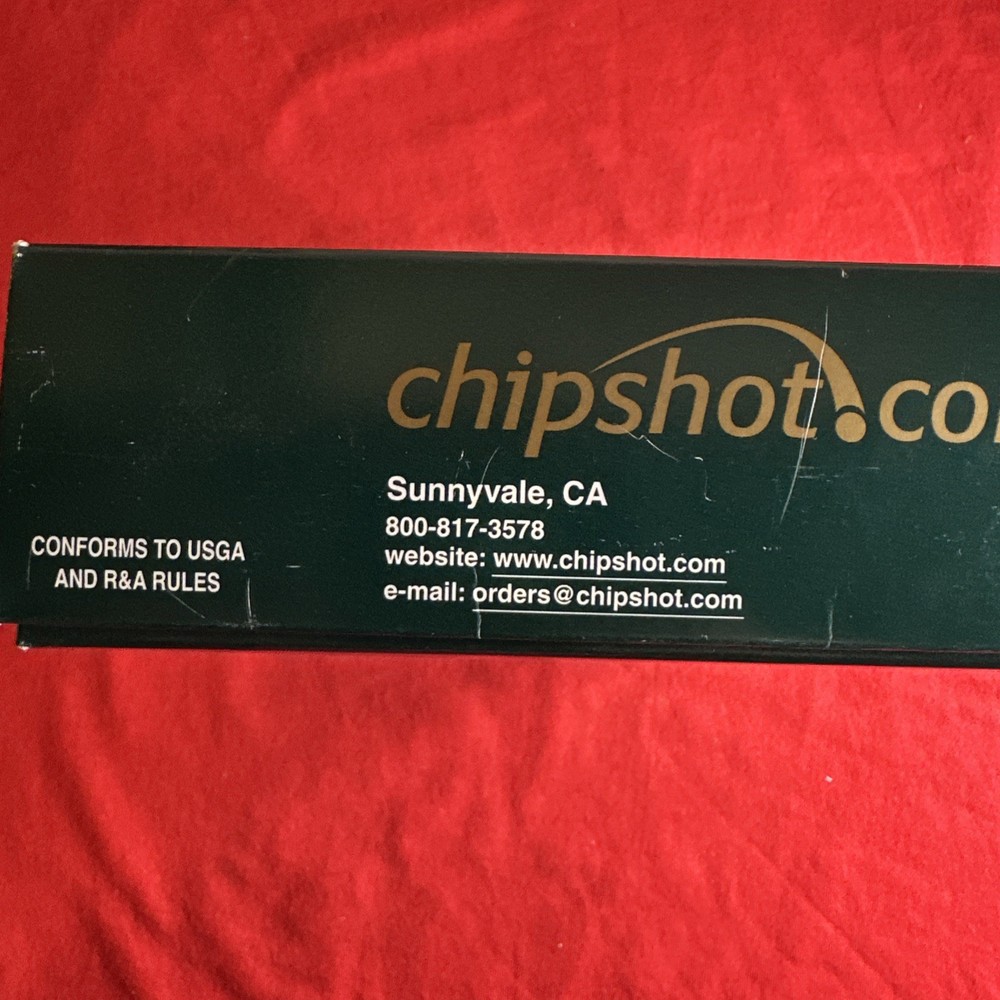 chipshot.co
Sunnyvale, CA
800-817-3578
website: www.chipshot.com
e-mail: orders@chipshot.com
CONFORMS TO USGA
AND R&A RULES